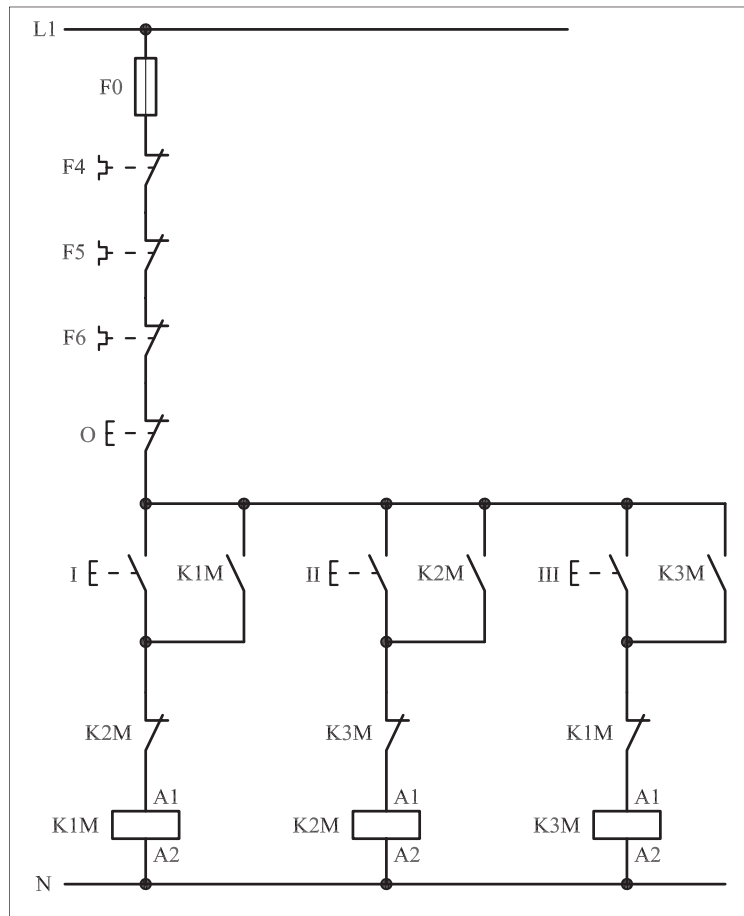 L1
F0
F4
F5
F6
O
I K1M II K2M III K3M
K2M K3M K1M
A1 A1 A1
K1M K2M K3M
A2 A2 A2
N